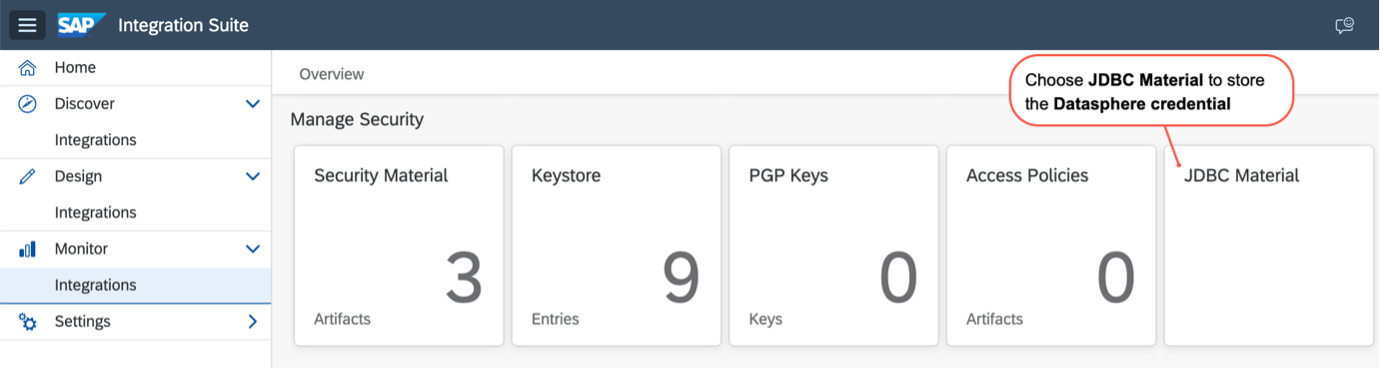 SAP Integration Suite
Home
Discover
Integrations
Design
Integrations
Monitor
Integrations
Settings
Overview
Choose JDBC Material to store
the Datasphere credential
Manage Security
Security Material
3
Artifacts
Keystore
9
Entries
PGP Keys
0
Keys
Access Policies
0
Artifacts
JDBC Material